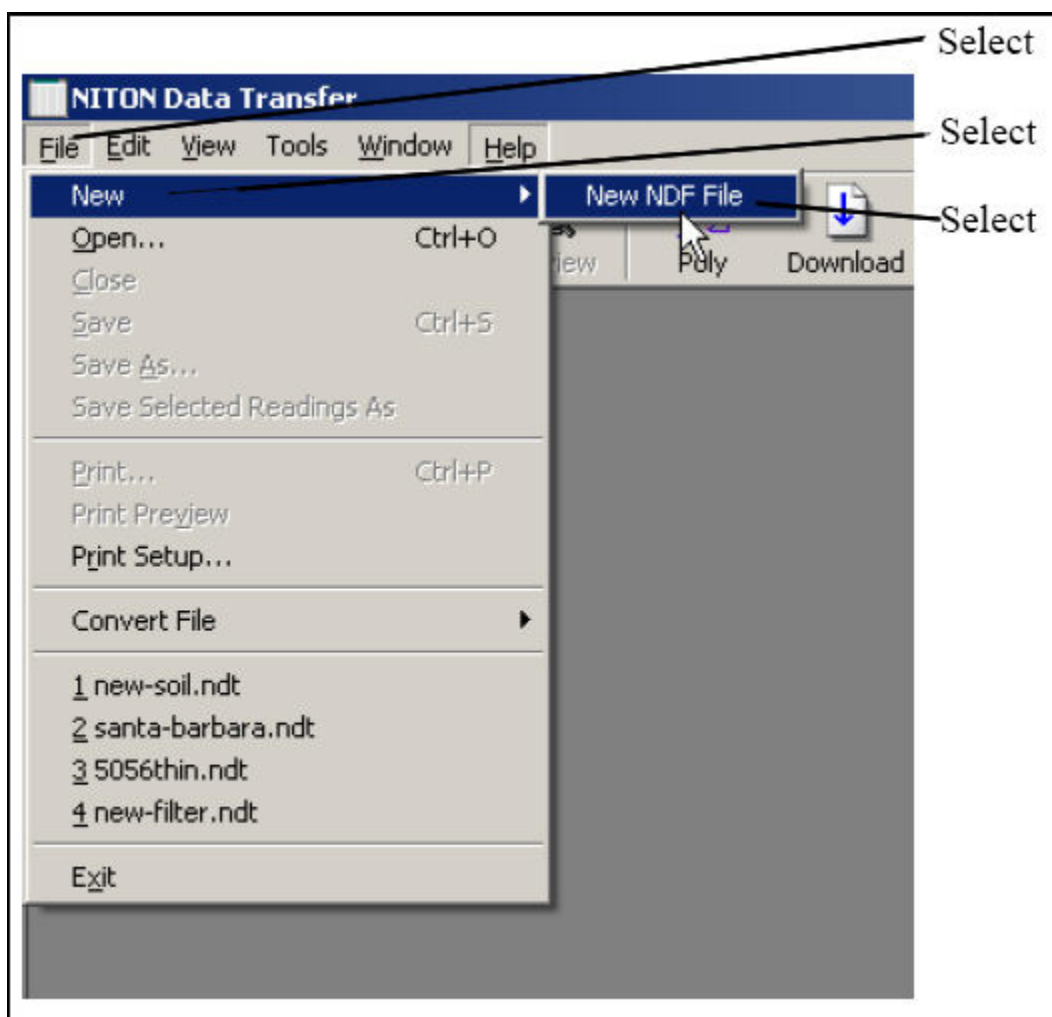 Select
NITON Data Transfer
File Edit View Tools Window Help
Select
New
New NDF File
Select
Open... Ctrl+O
Poly Download
Close
Save Ctrl+S
Save As...
Save Selected Readings As
Print... Ctrl+P
Print Preview
Print Setup...
Convert File
1 new-soil.ndt
2 santa-barbara.ndt
3 5056thin.ndt
4 new-filter.ndt
Exit